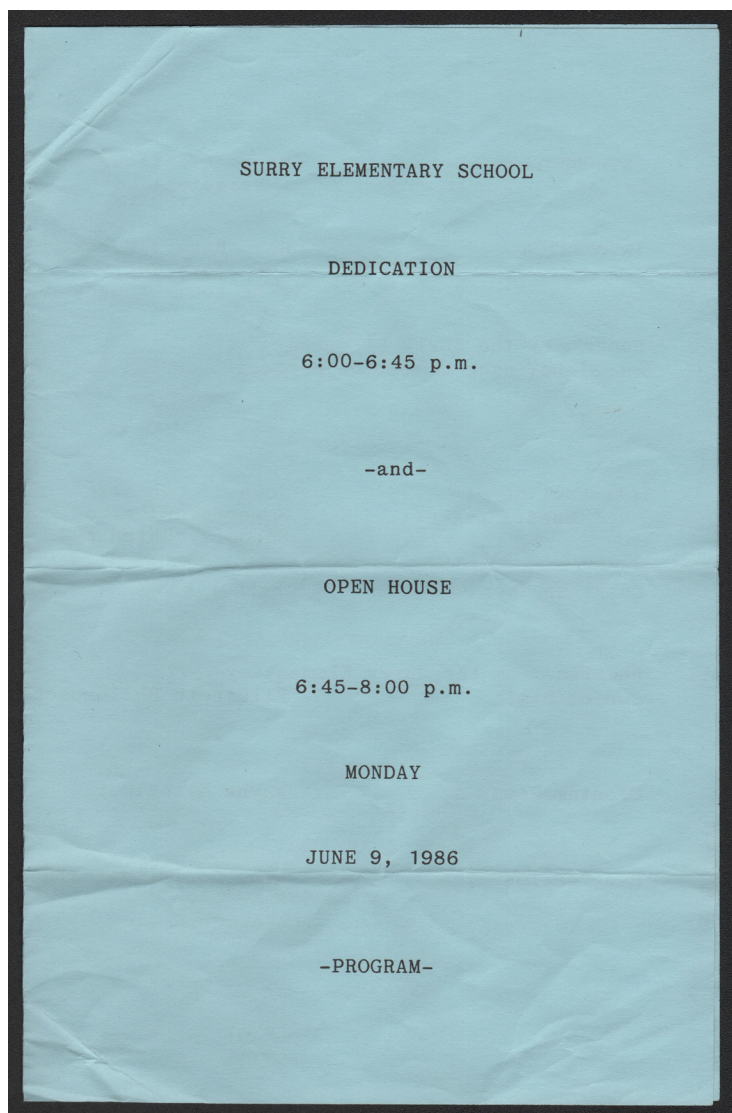 SURRY ELEMENTARY SCHOOL
DEDICATION
6:00-6:45 p.m.
-and-
OPEN HOUSE
6:45-8:00 p.m.
MONDAY
JUNE 9, 1986
-PROGRAM-